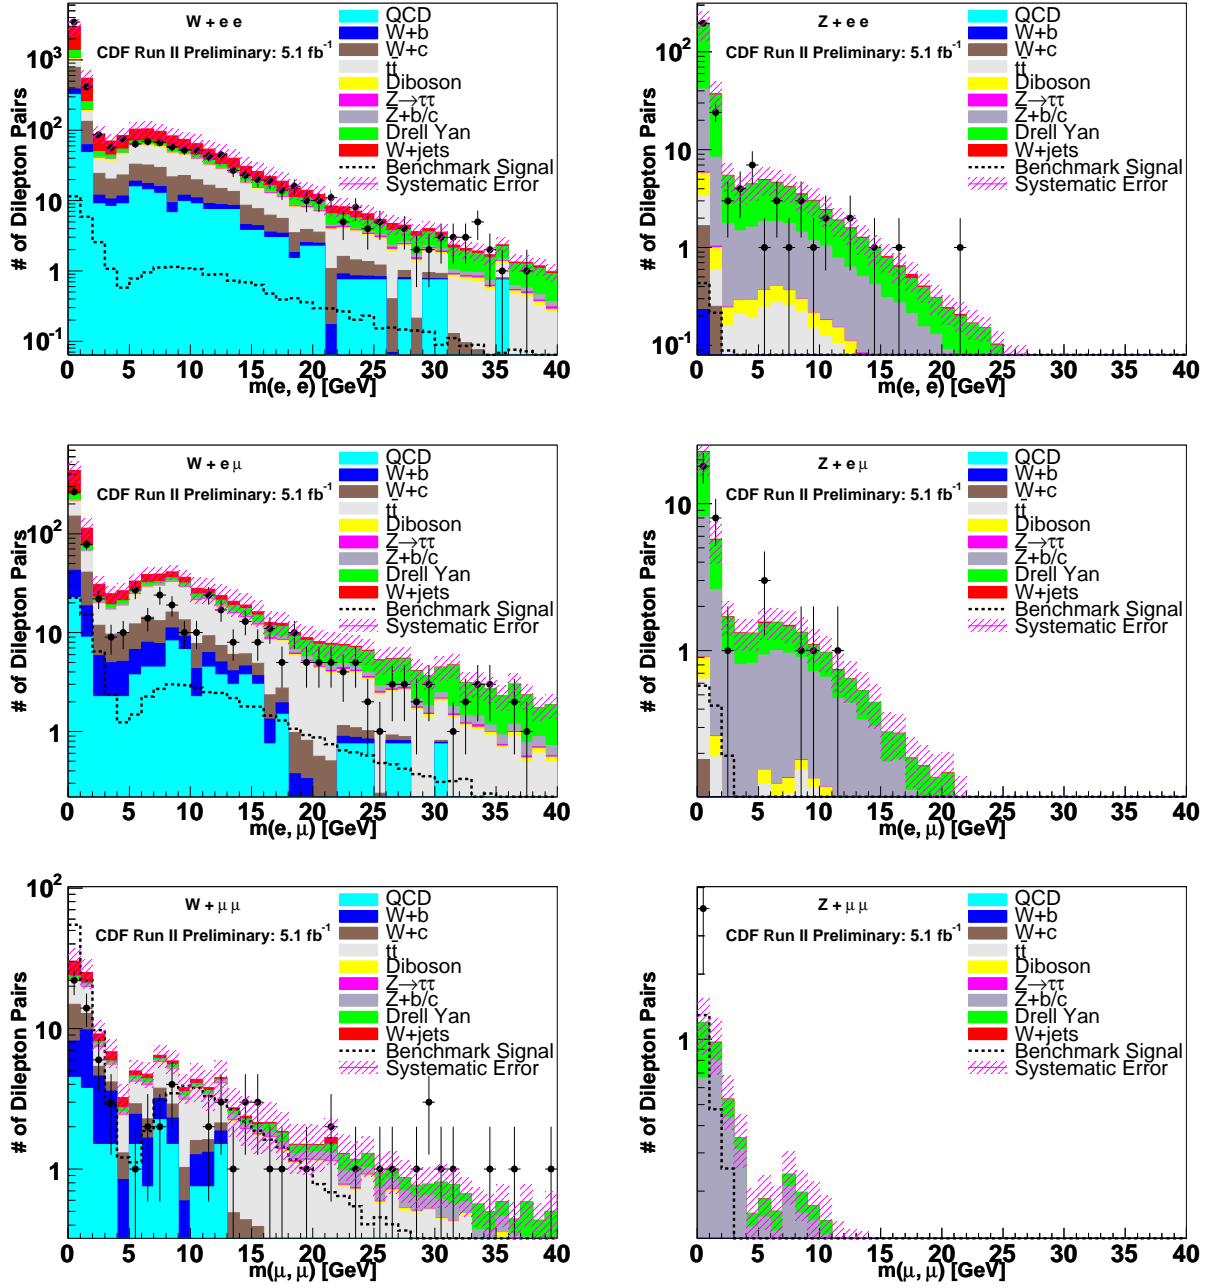 W + e e
CDF Run II Preliminary: 5.1 fb⁻¹
QCD
W+b
W+c
tt̄
Diboson
Z→ττ
Z+b/c
Drell Yan
W+jets
Benchmark Signal
Systematic Error
# of Dilepton Pairs
10³
10²
10
1
10⁻¹
0 5 10 15 20 25 30 35 40
m(e, e) [GeV]
Z + e e
CDF Run II Preliminary: 5.1 fb⁻¹
QCD
W+b
W+c
tt̄
Diboson
Z→ττ
Z+b/c
Drell Yan
W+jets
Benchmark Signal
Systematic Error
# of Dilepton Pairs
10²
10
1
10⁻¹
0 5 10 15 20 25 30 35 40
m(e, e) [GeV]
W + e μ
CDF Run II Preliminary: 5.1 fb⁻¹
QCD
W+b
W+c
tt̄
Diboson
Z→ττ
Z+b/c
Drell Yan
W+jets
Benchmark Signal
Systematic Error
# of Dilepton Pairs
10²
10
1
0 5 10 15 20 25 30 35 40
m(e, μ) [GeV]
Z + e μ
CDF Run II Preliminary: 5.1 fb⁻¹
QCD
W+b
W+c
tt̄
Diboson
Z→ττ
Z+b/c
Drell Yan
W+jets
Benchmark Signal
Systematic Error
# of Dilepton Pairs
10
1
0 5 10 15 20 25 30 35 40
m(e, μ) [GeV]
W + μ μ
CDF Run II Preliminary: 5.1 fb⁻¹
QCD
W+b
W+c
tt̄
Diboson
Z→ττ
Z+b/c
Drell Yan
W+jets
Benchmark Signal
Systematic Error
# of Dilepton Pairs
10²
10
1
0 5 10 15 20 25 30 35 40
m(μ, μ) [GeV]
Z + μ μ
CDF Run II Preliminary: 5.1 fb⁻¹
QCD
W+b
W+c
tt̄
Diboson
Z→ττ
Z+b/c
Drell Yan
W+jets
Benchmark Signal
Systematic Error
# of Dilepton Pairs
1
0 5 10 15 20 25 30 35 40
m(μ, μ) [GeV]